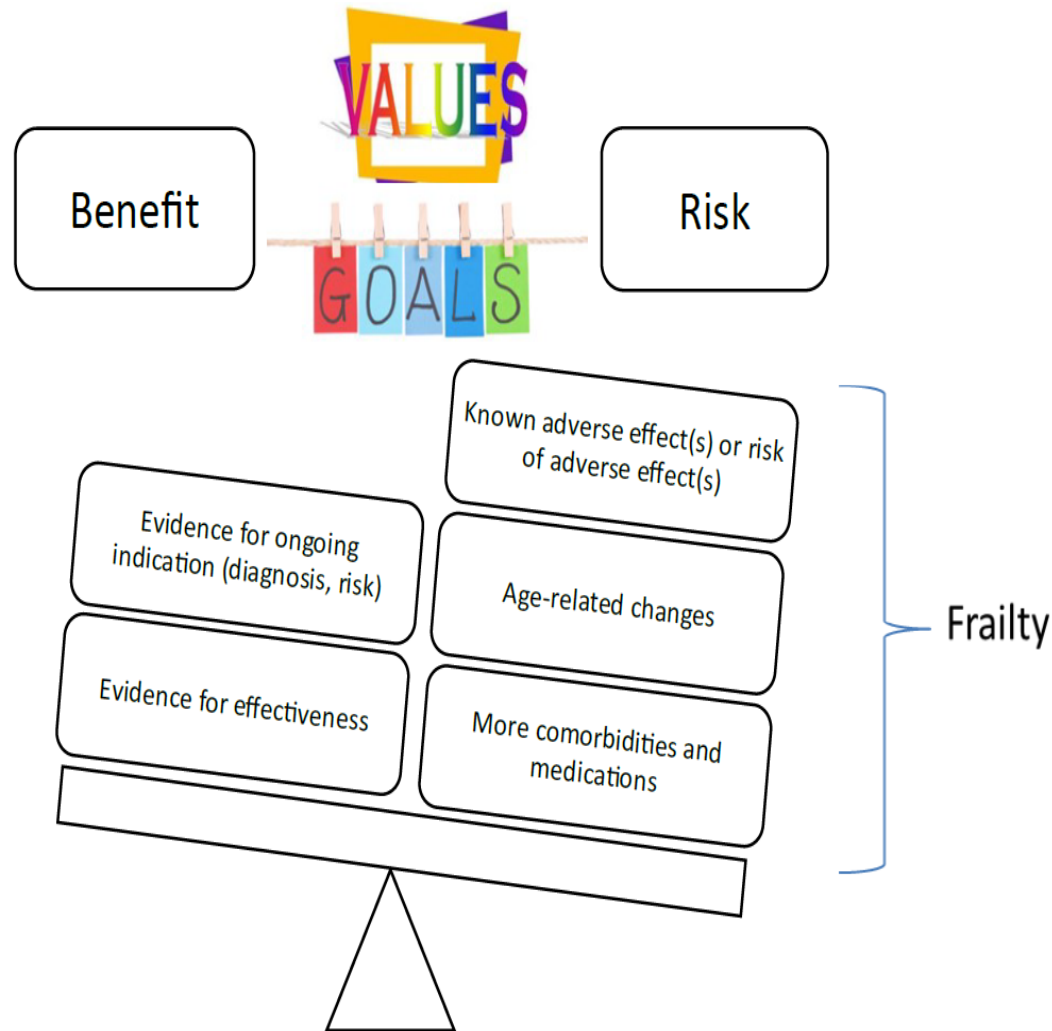 VALUES
Benefit
Risk
GOALS
Known adverse effect(s) or risk
of adverse effect(s)
Evidence for ongoing
indication (diagnosis, risk)
Age-related changes
Frailty
Evidence for effectiveness
More comorbidities and
medications